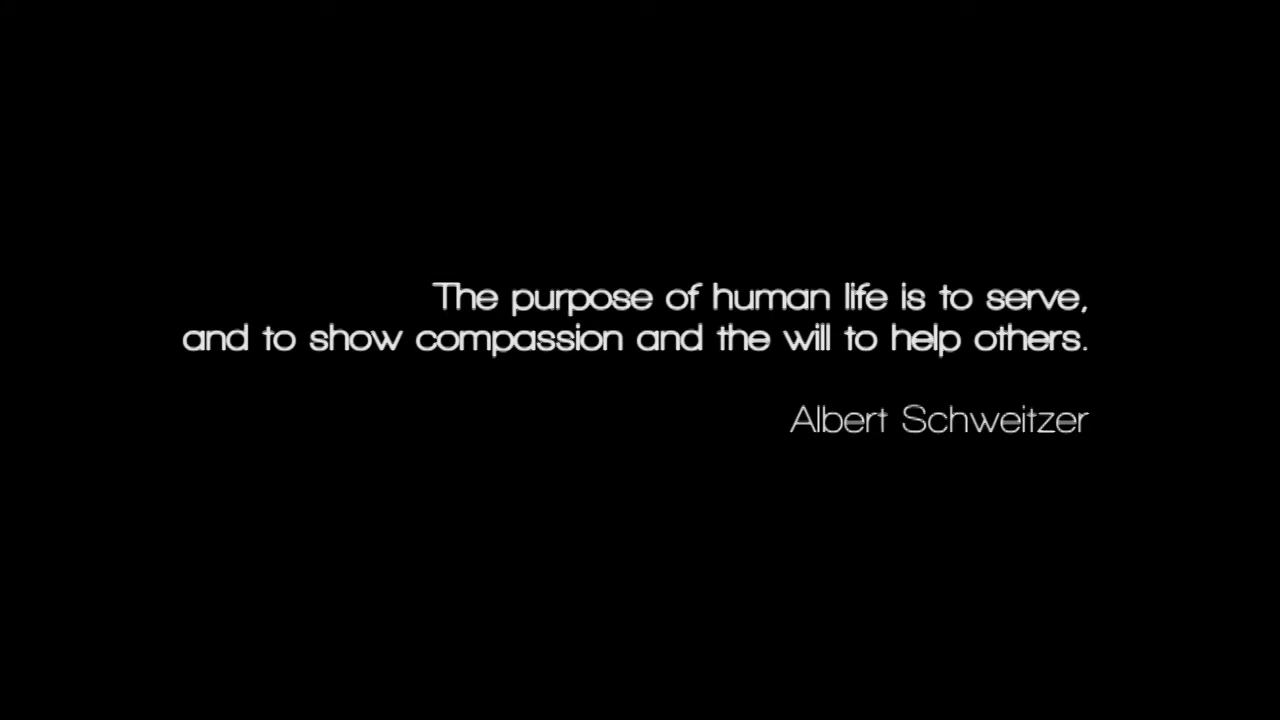 The purpose of human life is to serve,
and to show compassion and the will to help others.
Albert Schweitzer